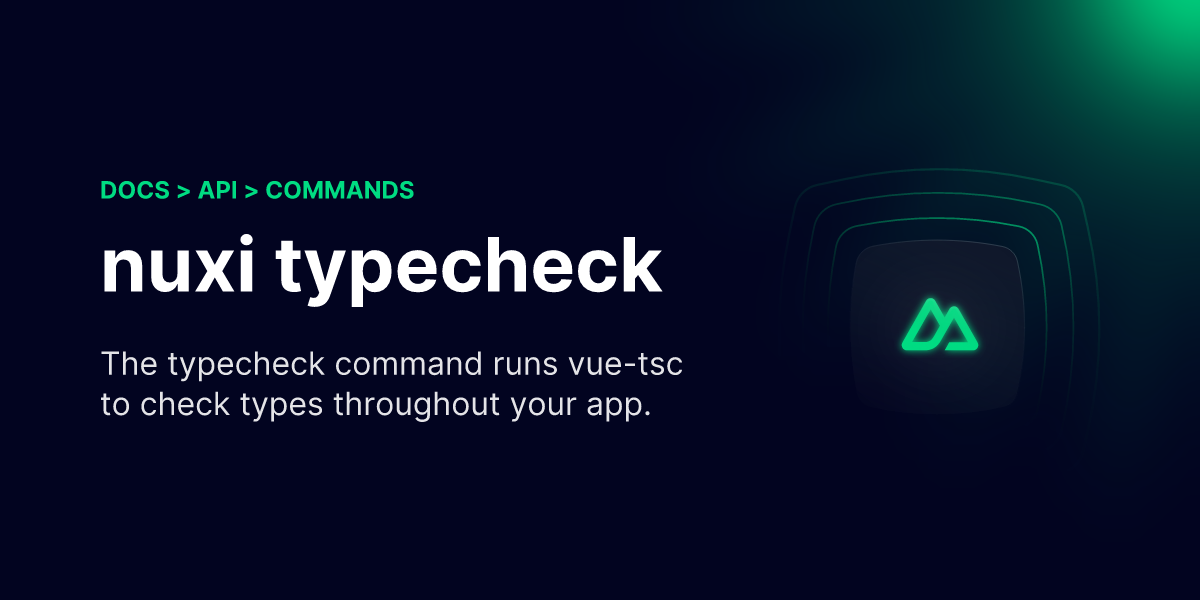 DOCS > API > COMMANDS
nuxi typecheck
The typecheck command runs vue-tsc
to check types throughout your app.